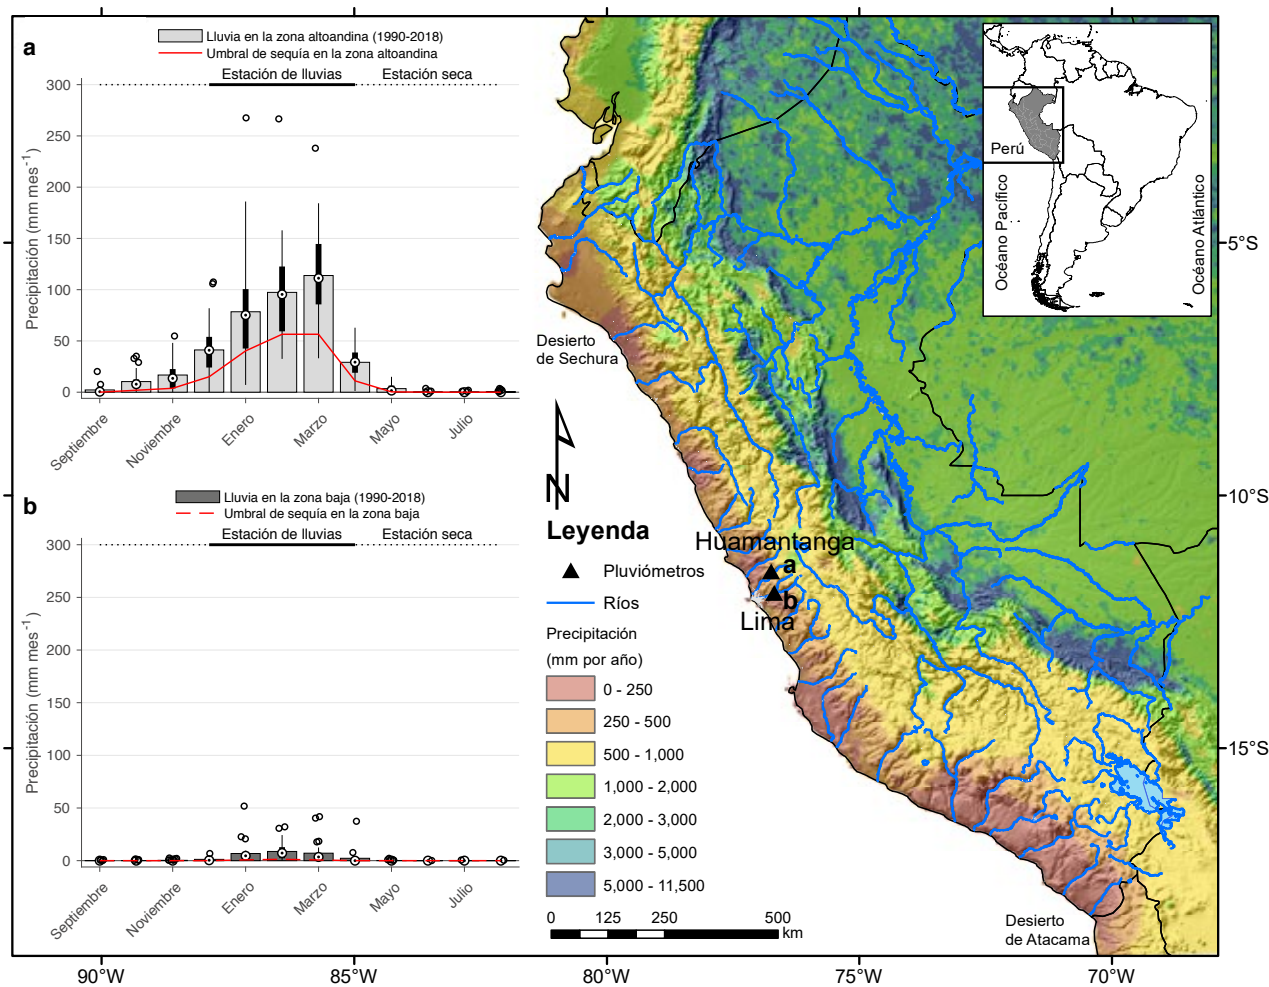 a
Lluvia en la zona altoandina (1990-2018)
Umbral de sequía en la zona altoandina
Estación de lluvias
Estación seca
Precipitación (mm mes⁻¹)
300
250
200
150
100
50
0
Septiembre
Noviembre
Enero
Marzo
Mayo
Julio
b
Lluvia en la zona baja (1990-2018)
Umbral de sequía en la zona baja
Estación de lluvias
Estación seca
Precipitación (mm mes⁻¹)
300
250
200
150
100
50
0
Septiembre
Noviembre
Enero
Marzo
Mayo
Julio
Perú
Océano Pacífico
Océano Atlántico
Desierto
de Sechura
N
Huamantanga
a
b
Lima
Desierto
de Atacama
Leyenda
Pluviómetros
Ríos
Precipitación
(mm por año)
0 - 250
250 - 500
500 - 1,000
1,000 - 2,000
2,000 - 3,000
3,000 - 5,000
5,000 - 11,500
0 125 250 500
km
5°S
10°S
15°S
90°W 85°W 80°W 75°W 70°W